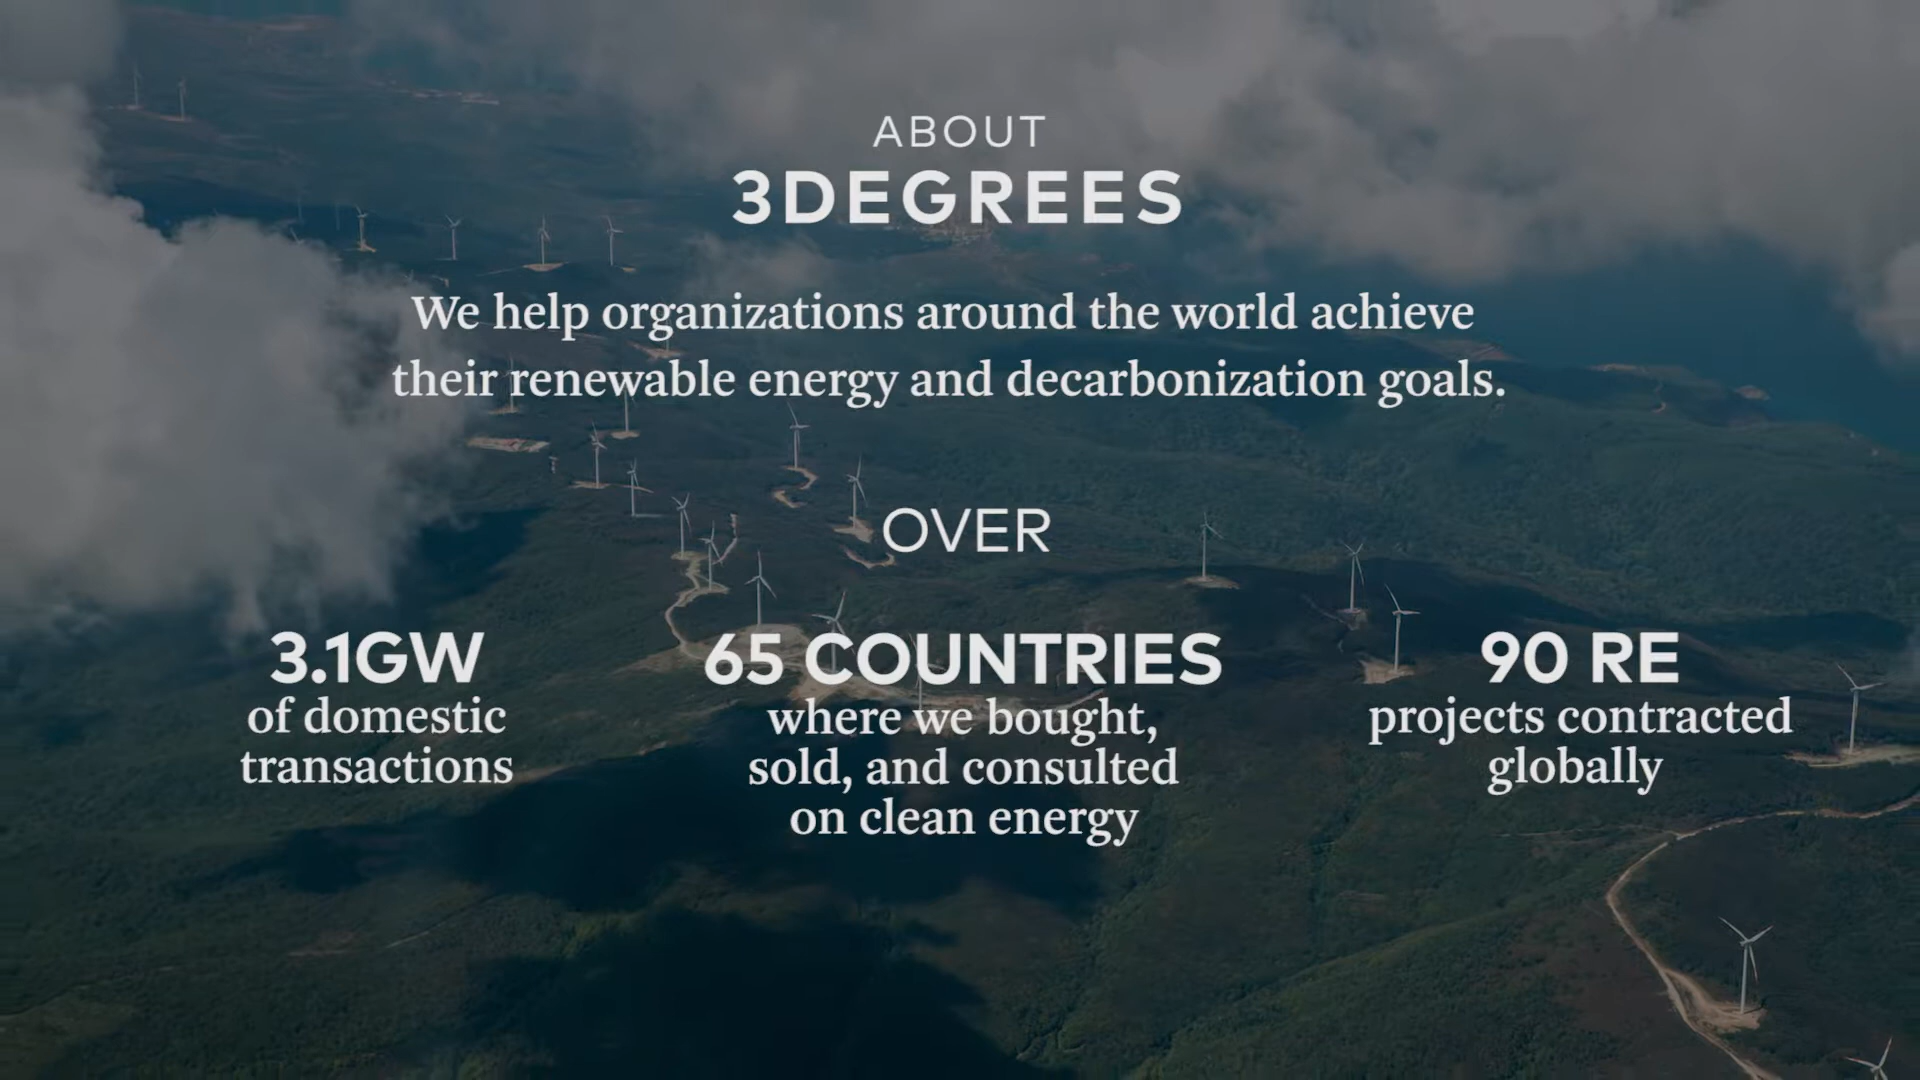 ABOUT
3DEGREES
We help organizations around the world achieve
their renewable energy and decarbonization goals.
OVER
3.1GW
of domestic
transactions
65 COUNTRIES
where we bought,
sold, and consulted
on clean energy
90 RE
projects contracted
globally